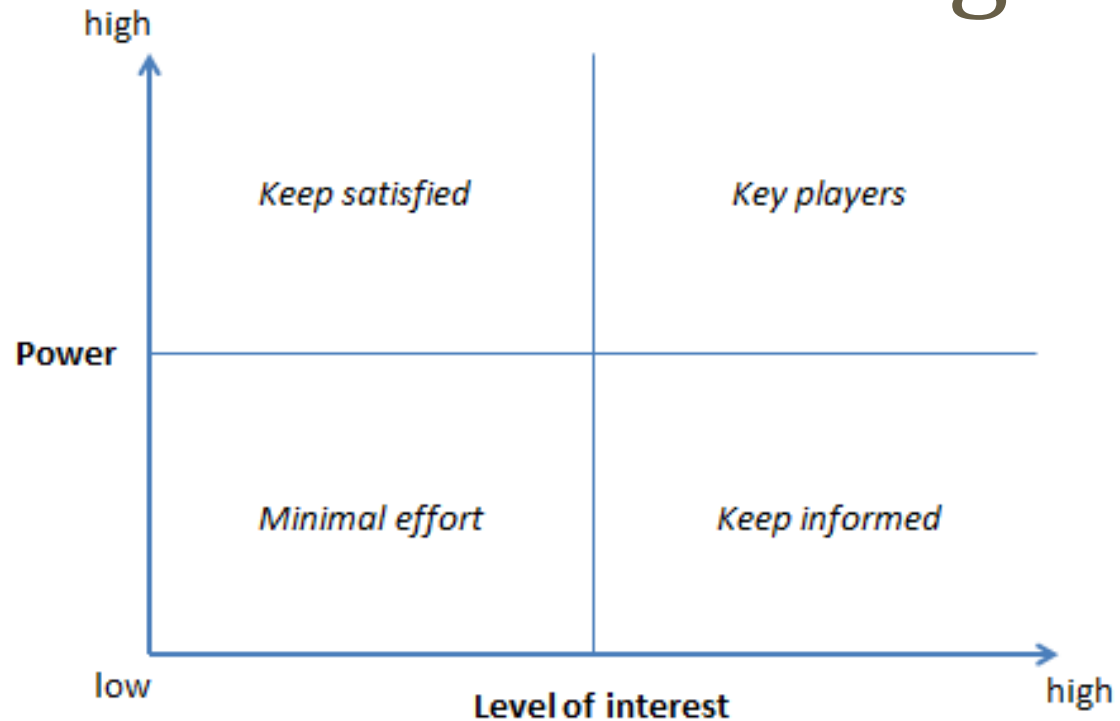 high
Keep satisfied
Key players
Power
Minimal effort
Keep informed
low
Level of interest
high